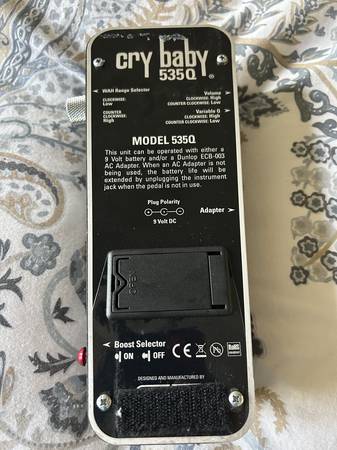 cry baby
535Q ®
◄ WAH Range Selector
CLOCKWISE:
Low
COUNTER
CLOCKWISE:
High
Volume ►
CLOCKWISE: High
COUNTER CLOCKWISE: Low
Variable Q ►
CLOCKWISE: High
COUNTER CLOCKWISE: Low
MODEL 535Q
This unit can be operated with either a
9 Volt battery and/or a Dunlop ECB-003
AC Adapter. When an AC Adapter is not
being used, the battery life will be
extended by unplugging the instrument
jack when the pedal is not in use.
Plug Polarity
9 Volt DC
Adapter ►
◄ Boost Selector
ON OFF
CE
RoHS
DESIGNED AND MANUFACTURED BY